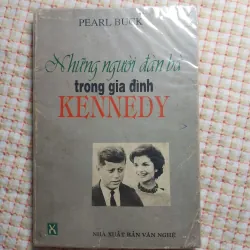 PEARL BUCK
Những người đàn bà
trong gia đình
KENNEDY
NHÀ XUẤT BẢN VĂN NGHỆ